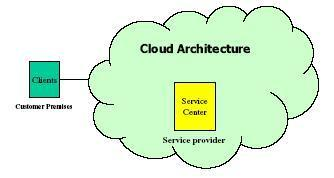 Cloud Architecture
Clients
Customer Premises
Service
Center
Service provider